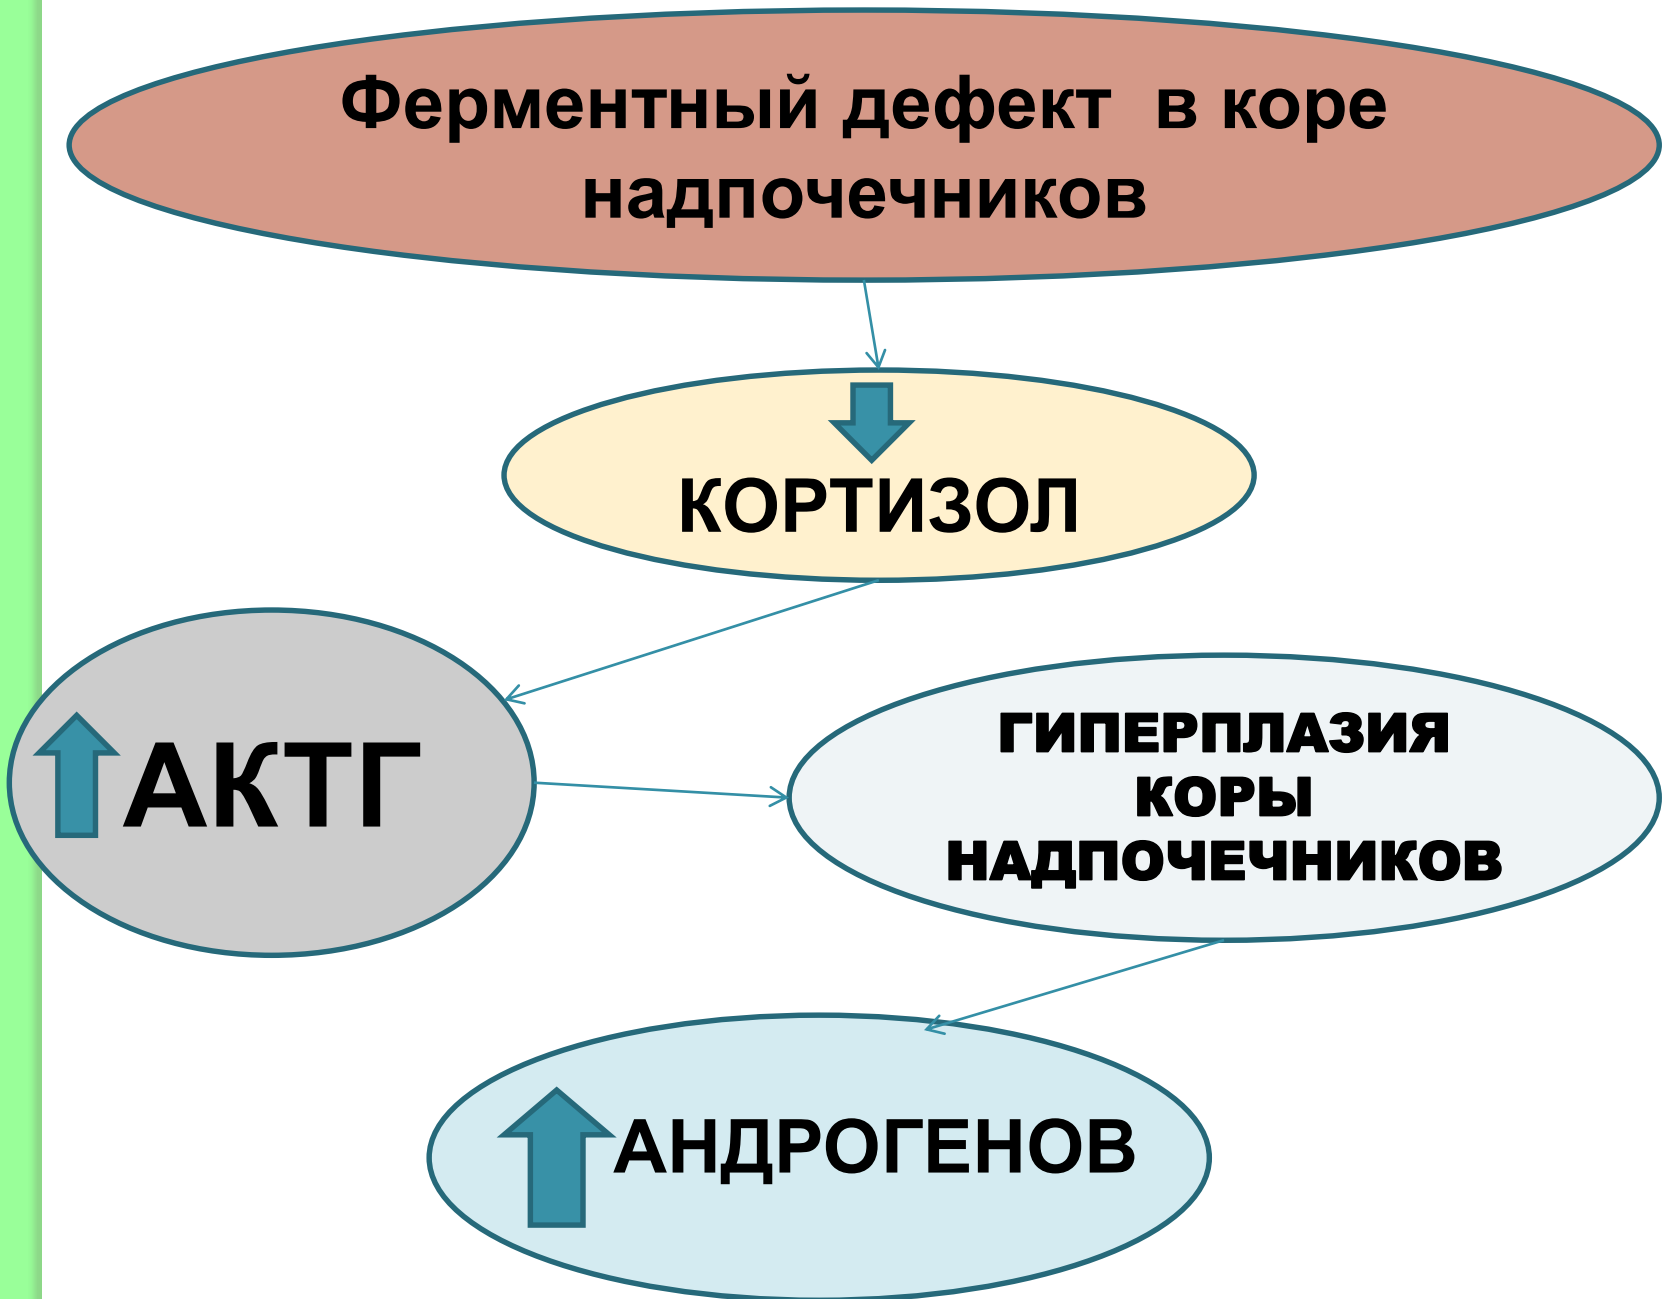 Ферментный дефект в коре
надпочечников
КОРТИЗОЛ
АКТГ
ГИПЕРПЛАЗИЯ
КОРЫ
НАДПОЧЕЧНИКОВ
АНДРОГЕНОВ